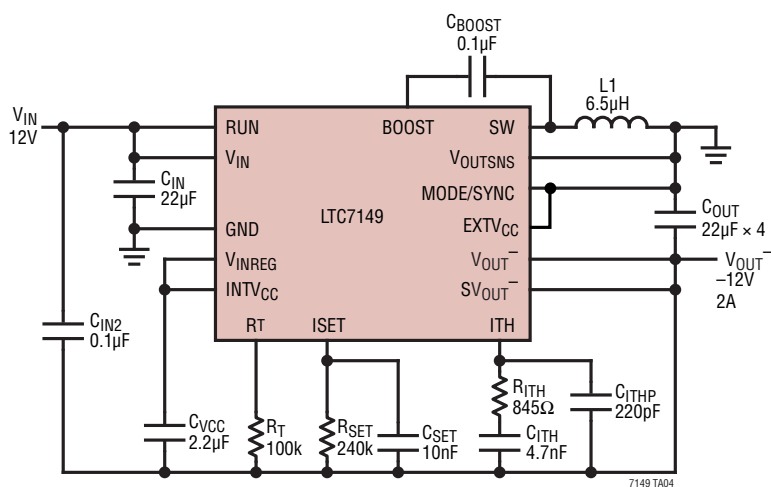 CBOOST
0.1µF
L1
6.5µH
VIN
12V
RUN
BOOST
SW
VIN
VOUTSNS
CIN
22µF
MODE/SYNC
LTC7149
COUT
22µF × 4
GND
EXTVCC
VINREG
VOUT–
VOUT–
–12V
2A
INTVCC
SVOUT–
CIN2
0.1µF
RT
ISET
ITH
RITH
845Ω
CITHP
220pF
CVCC
2.2µF
RT
100k
RSET
240k
CSET
10nF
CITH
4.7nF
7149 TA04